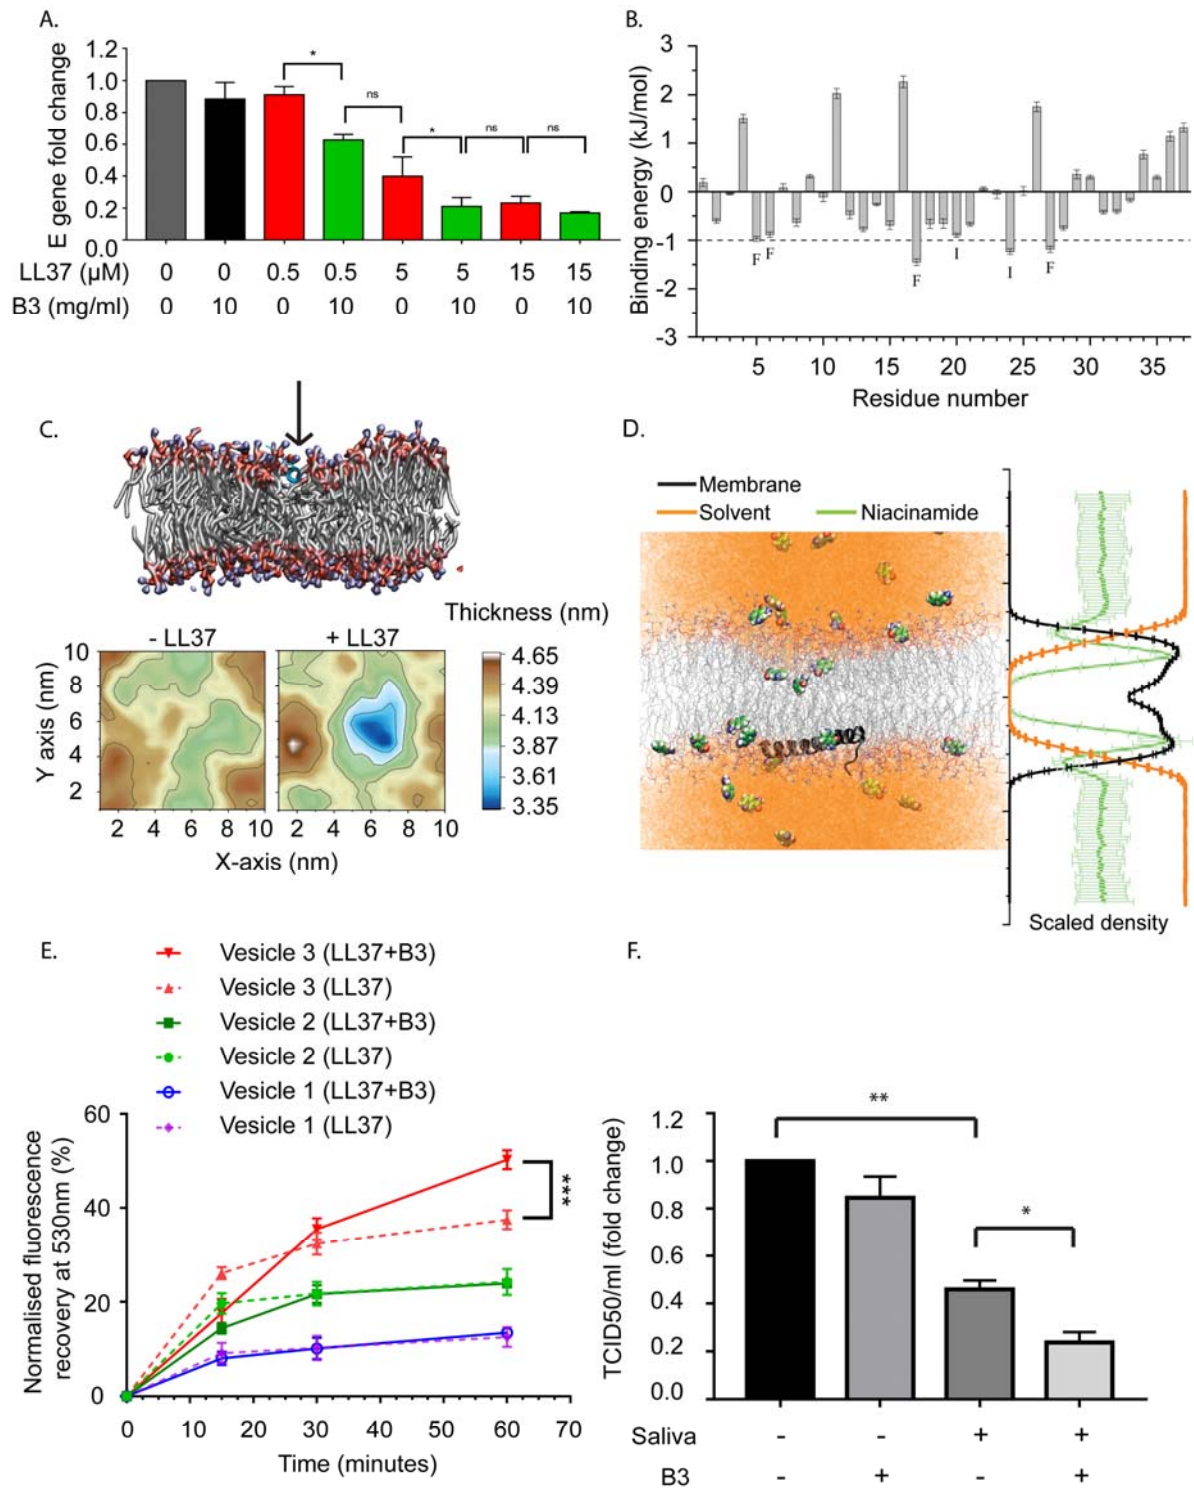 A.
E gene fold change
1.2
1.0
0.8
0.6
0.4
0.2
0.0
*
ns
*
ns
ns
LL37 (µM) 0 0 0.5 0.5 5 5 15 15
B3 (mg/ml) 0 10 0 10 0 10 0 10
B.
Binding energy (kJ/mol)
3
2
1
0
-1
-2
-3
F F F I I F
5 10 15 20 25 30 35
Residue number
C.
Thickness (nm)
- LL37 + LL37
Y axis (nm)
10
8
6
4
2
2 4 6 8 10 2 4 6 8 10
X-axis (nm)
4.65
4.39
4.13
3.87
3.61
3.35
D.
Membrane
Solvent Niacinamide
Scaled density
E.
Vesicle 3 (LL37+B3)
Vesicle 3 (LL37)
Vesicle 2 (LL37+B3)
Vesicle 2 (LL37)
Vesicle 1 (LL37+B3)
Vesicle 1 (LL37)
Normalised fluorescence
recovery at 530nm (%)
60
40
20
0
***
0 10 20 30 40 50 60 70
Time (minutes)
F.
TCID50/ml (fold change)
1.2
1.0
0.8
0.6
0.4
0.2
0.0
**
*
Saliva - - + +
B3 - + - +